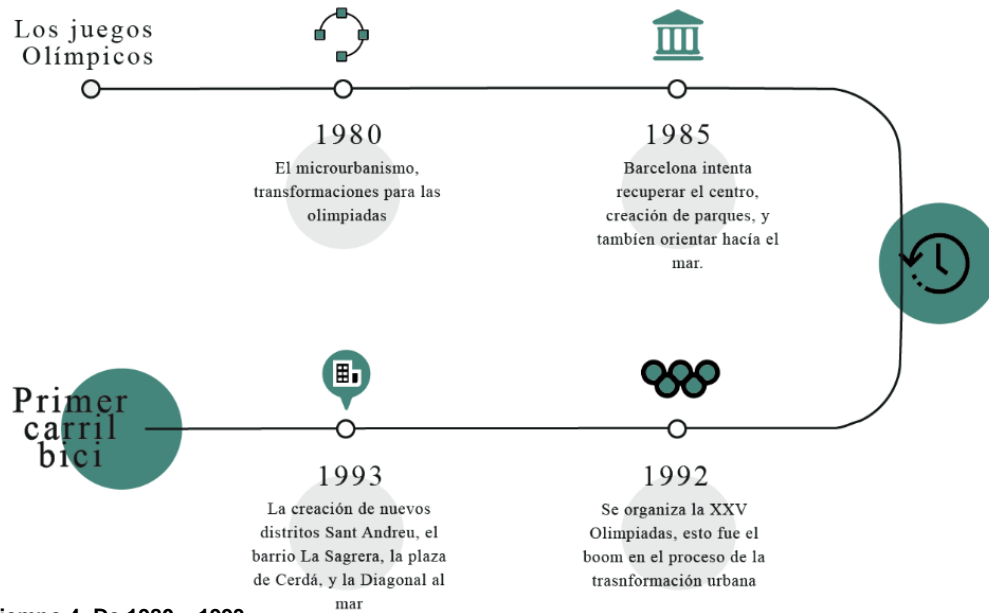 Los juegos
Olímpicos
1980
El microurbanismo,
transformaciones para las
olimpiadas
1985
Barcelona intenta
recuperar el centro,
creación de parques, y
tambíen orientar hacía el
mar.
Primer
carril
bici
1993
La creación de nuevos
distritos Sant Andreu, el
barrio La Sagrera, la plaza
de Cerdá, y la Diagonal al
mar
1992
Se organiza la XXV
Olimpiadas, esto fue el
boom en el proceso de la
trasnformación urbana